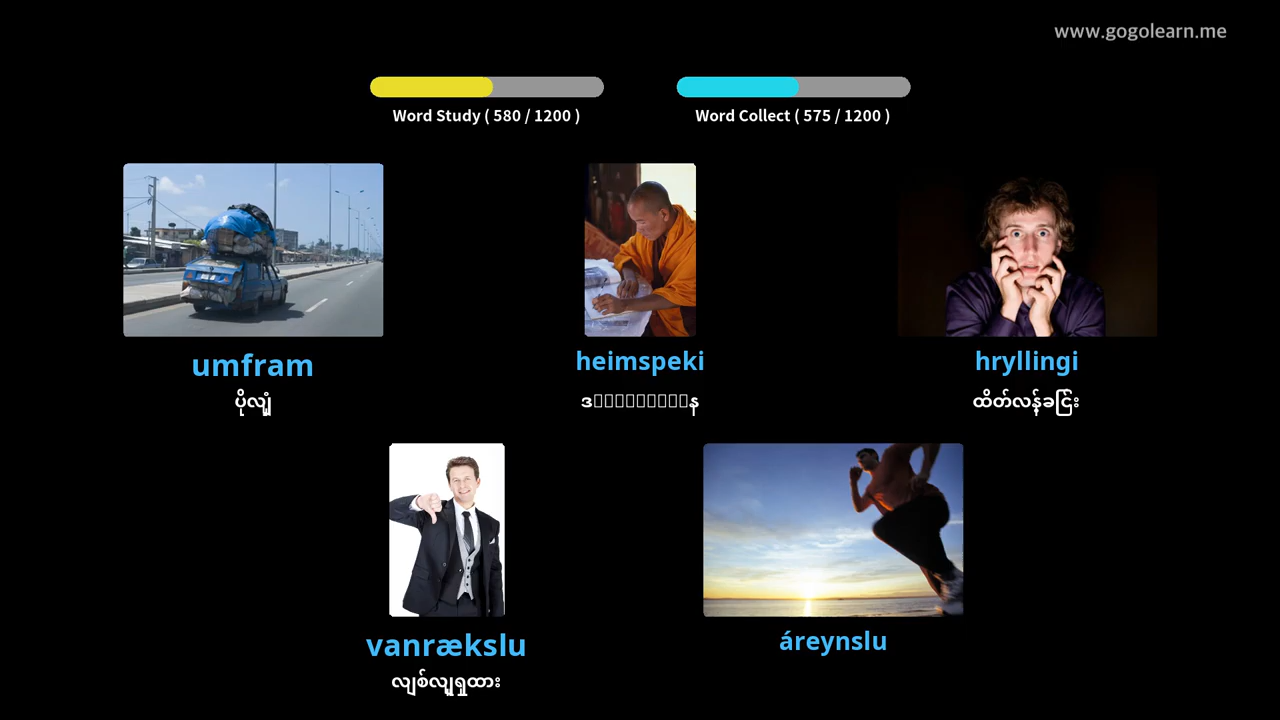 www.gogolearn.me
Word Study ( 580 / 1200 )
Word Collect ( 575 / 1200 )
umfram
heimspeki
hryllingi
ပိုလျှံ
ထိတ်လန့်ခြင်း
vanrækslu
áreynslu
လျစ်လျူရှုထား